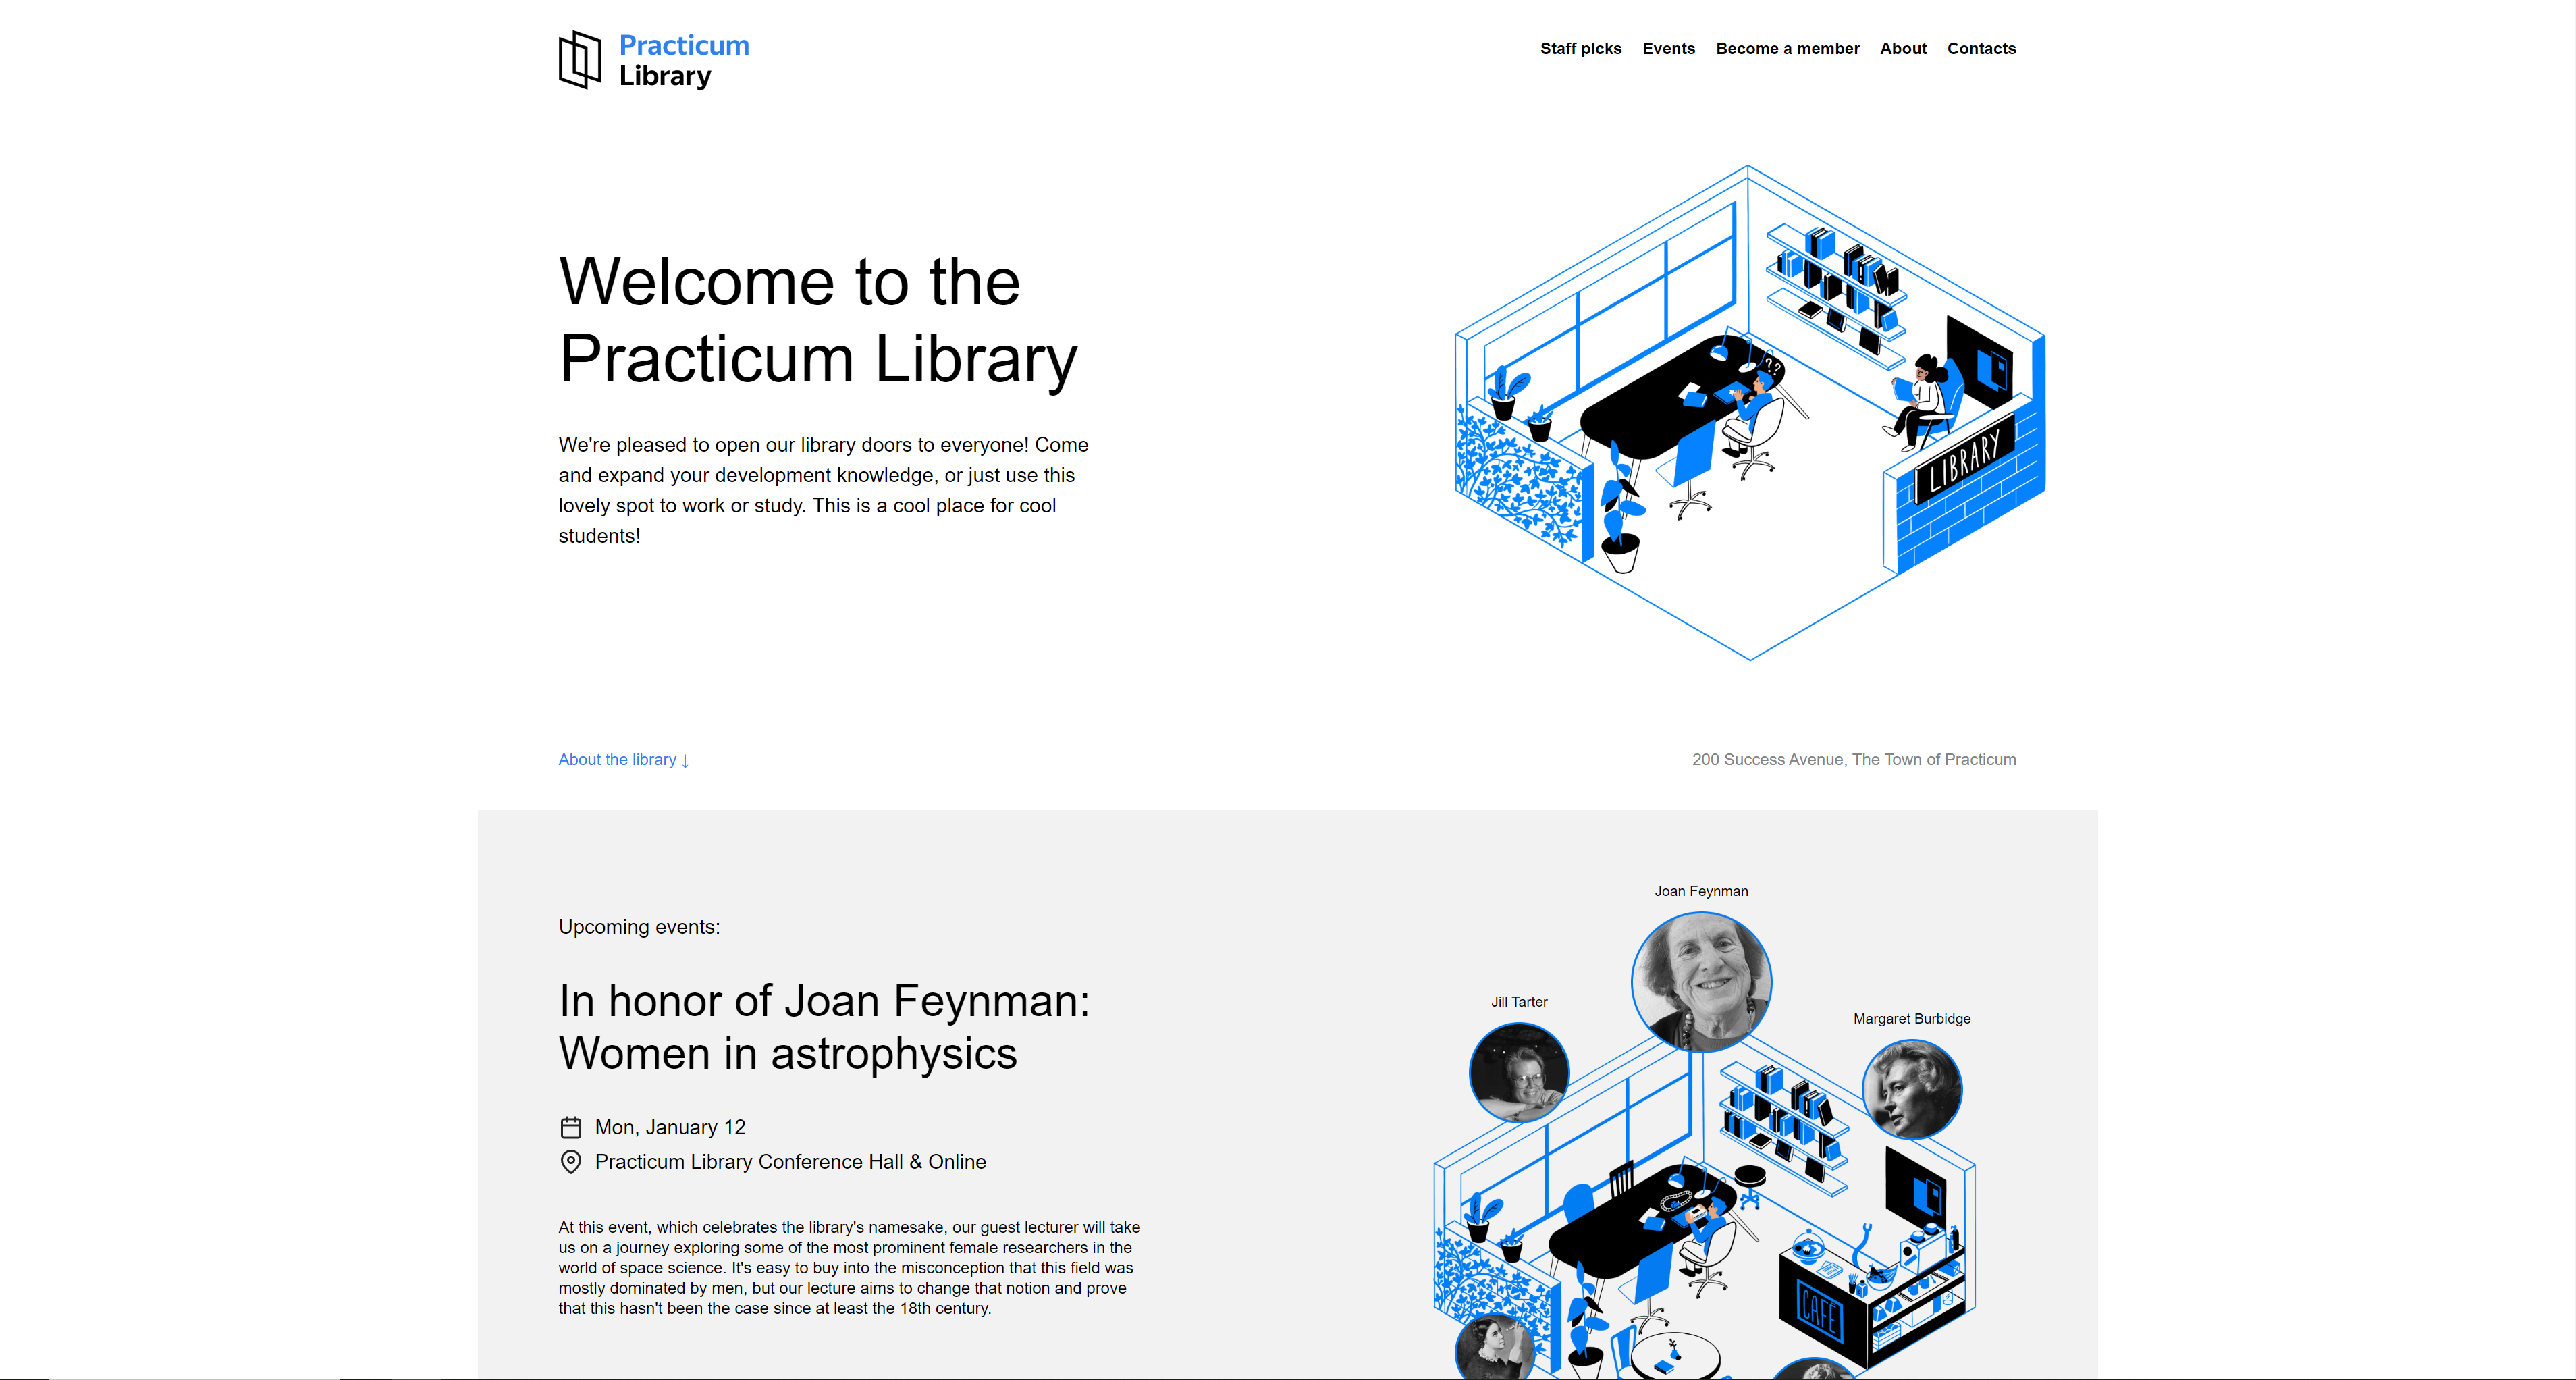 Practicum
Library
Staff picks Events Become a member About Contacts
Welcome to the
Practicum Library
We're pleased to open our library doors to everyone! Come
and expand your development knowledge, or just use this
lovely spot to work or study. This is a cool place for cool
students!
??
LIBRARY
About the library ↓
200 Success Avenue, The Town of Practicum
Upcoming events:
In honor of Joan Feynman:
Women in astrophysics
Mon, January 12
Practicum Library Conference Hall & Online
At this event, which celebrates the library's namesake, our guest lecturer will take
us on a journey exploring some of the most prominent female researchers in the
world of space science. It's easy to buy into the misconception that this field was
mostly dominated by men, but our lecture aims to change that notion and prove
that this hasn't been the case since at least the 18th century.
Joan Feynman
Jill Tarter
Margaret Burbidge
CAFE